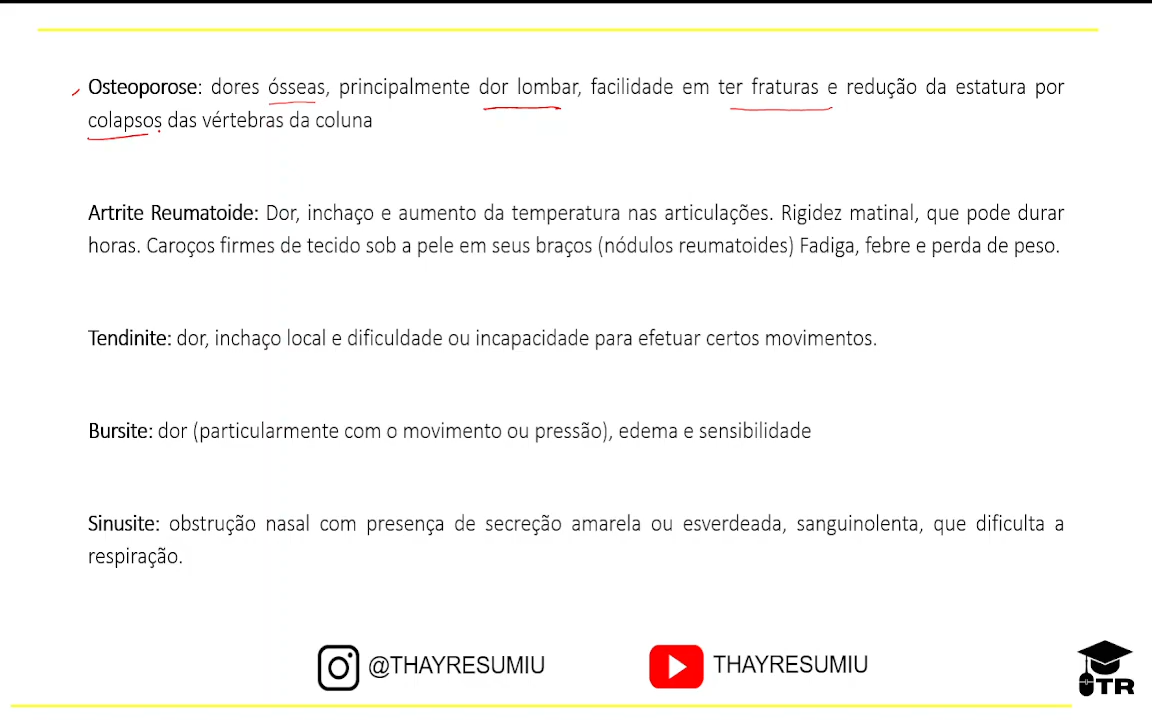 Osteoporose: dores ósseas, principalmente dor lombar, facilidade em ter fraturas e redução da estatura por
colapsos das vértebras da coluna
Artrite Reumatoide: Dor, inchaço e aumento da temperatura nas articulações. Rigidez matinal, que pode durar
horas. Caroços firmes de tecido sob a pele em seus braços (nódulos reumatoides) Fadiga, febre e perda de peso.
Tendinite: dor, inchaço local e dificuldade ou incapacidade para efetuar certos movimentos.
Bursite: dor (particularmente com o movimento ou pressão), edema e sensibilidade
Sinusite: obstrução nasal com presença de secreção amarela ou esverdeada, sanguinolenta, que dificulta a
respiração.
@THAYRESUMIU
THAYRESUMIU
TR